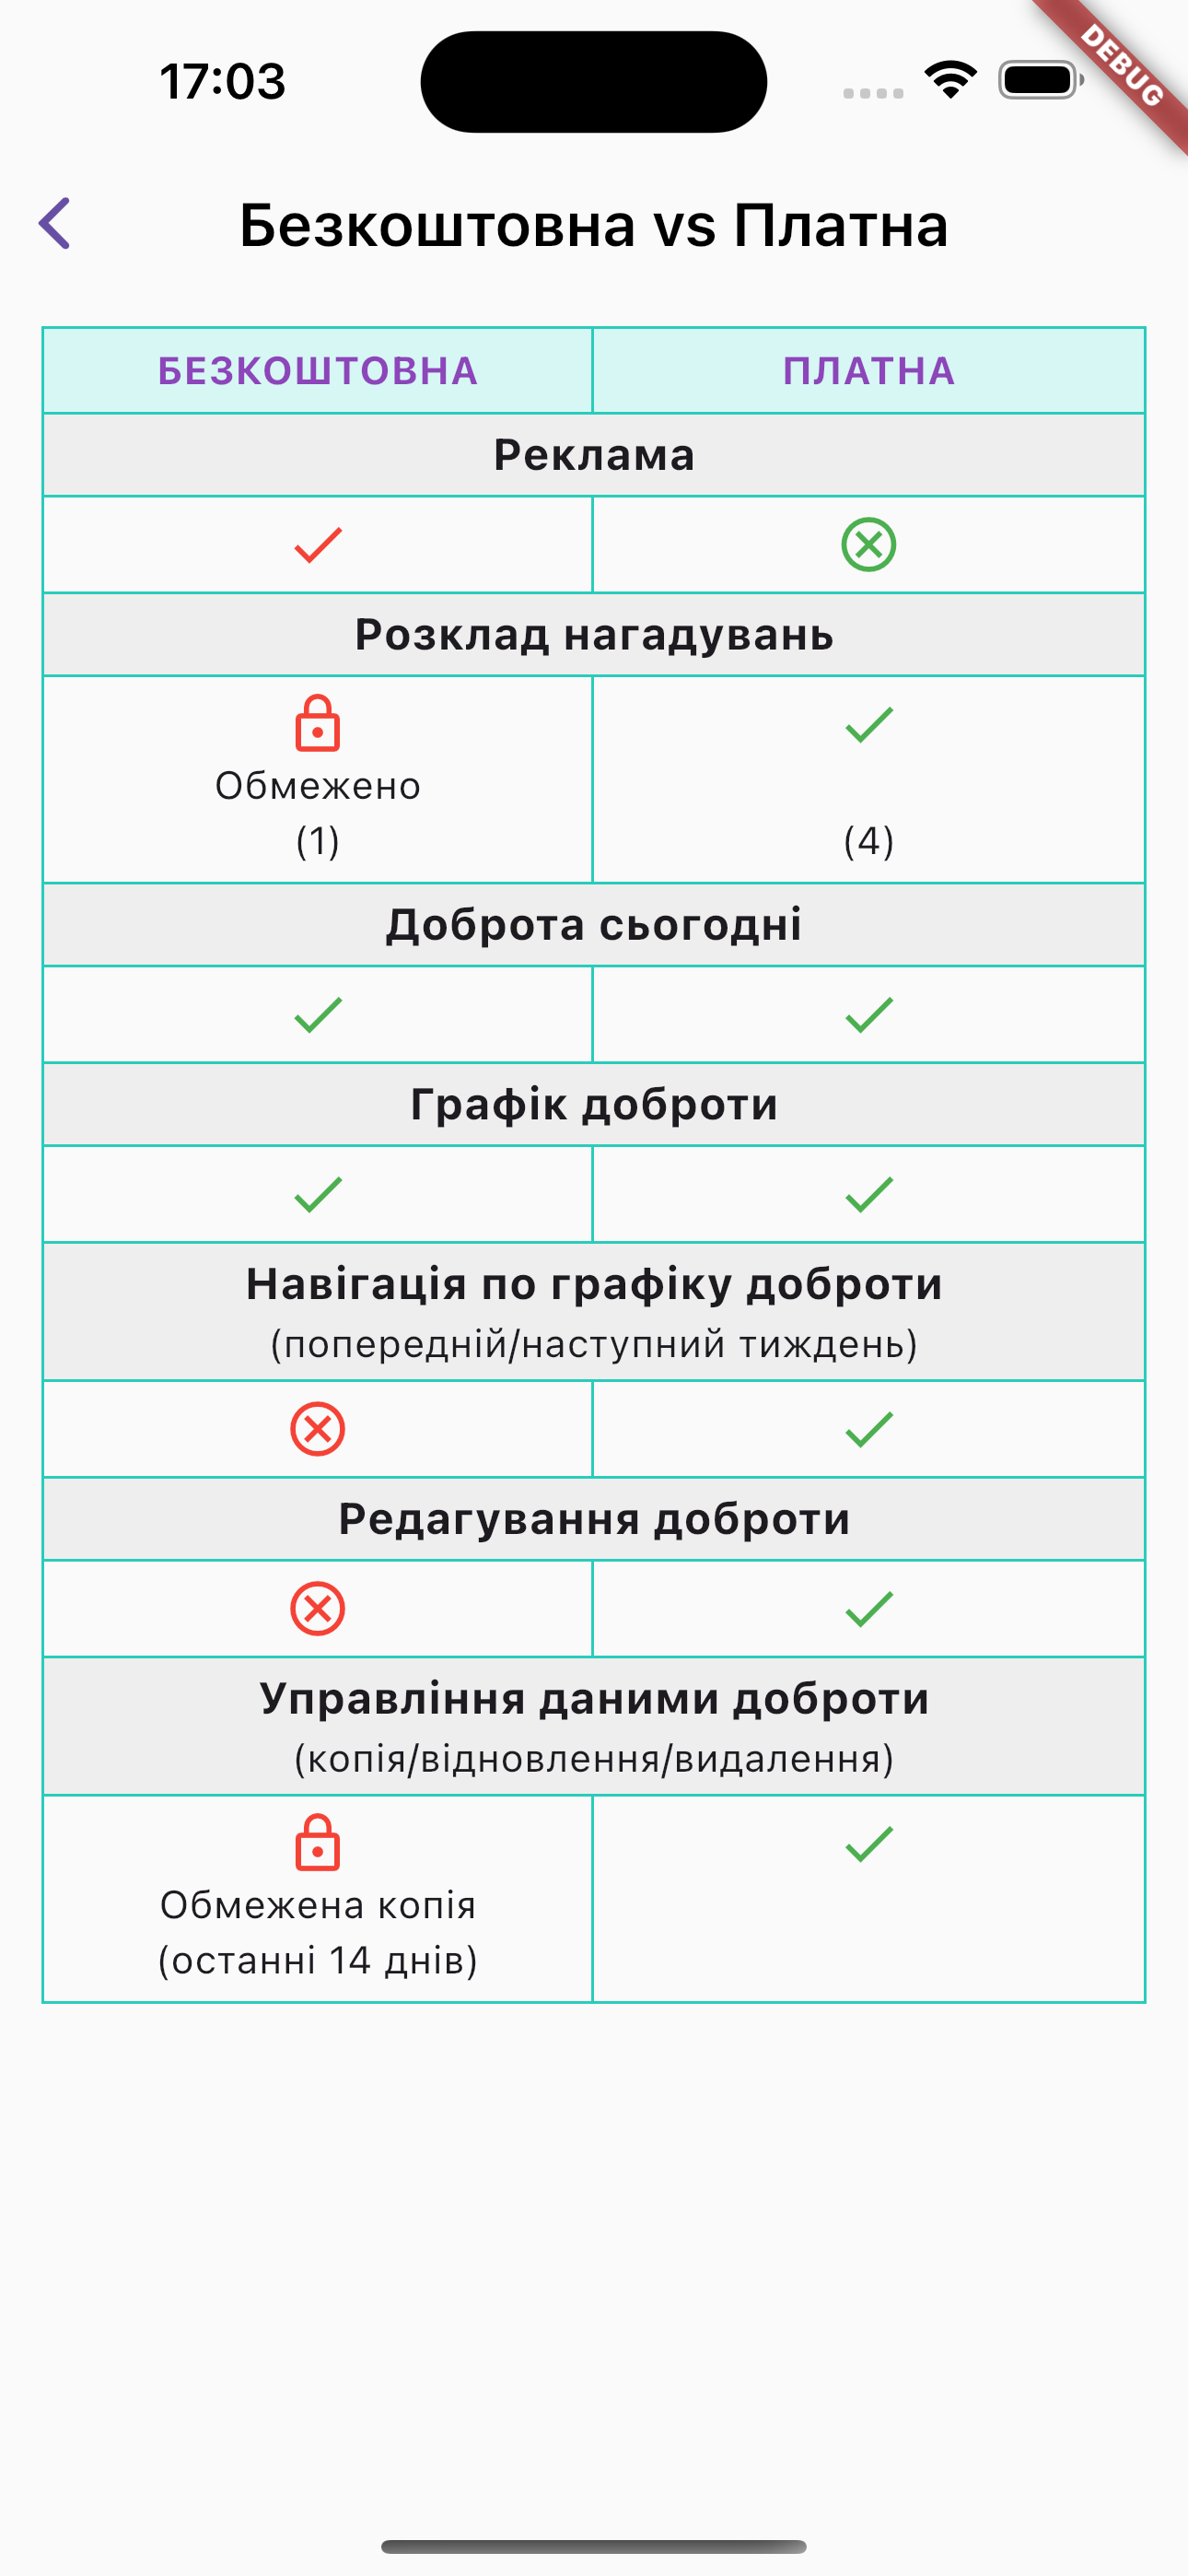 17:03
DEBUG
Безкоштовна vs Платна
БЕЗКОШТОВНА ПЛАТНА
Реклама
Розклад нагадувань
Обмежено
(1) (4)
Доброта сьогодні
Графік доброти
Навігація по графіку доброти
(попередній/наступний тиждень)
Редагування доброти
Управління даними доброти
(копія/відновлення/видалення)
Обмежена копія
(останні 14 днів)